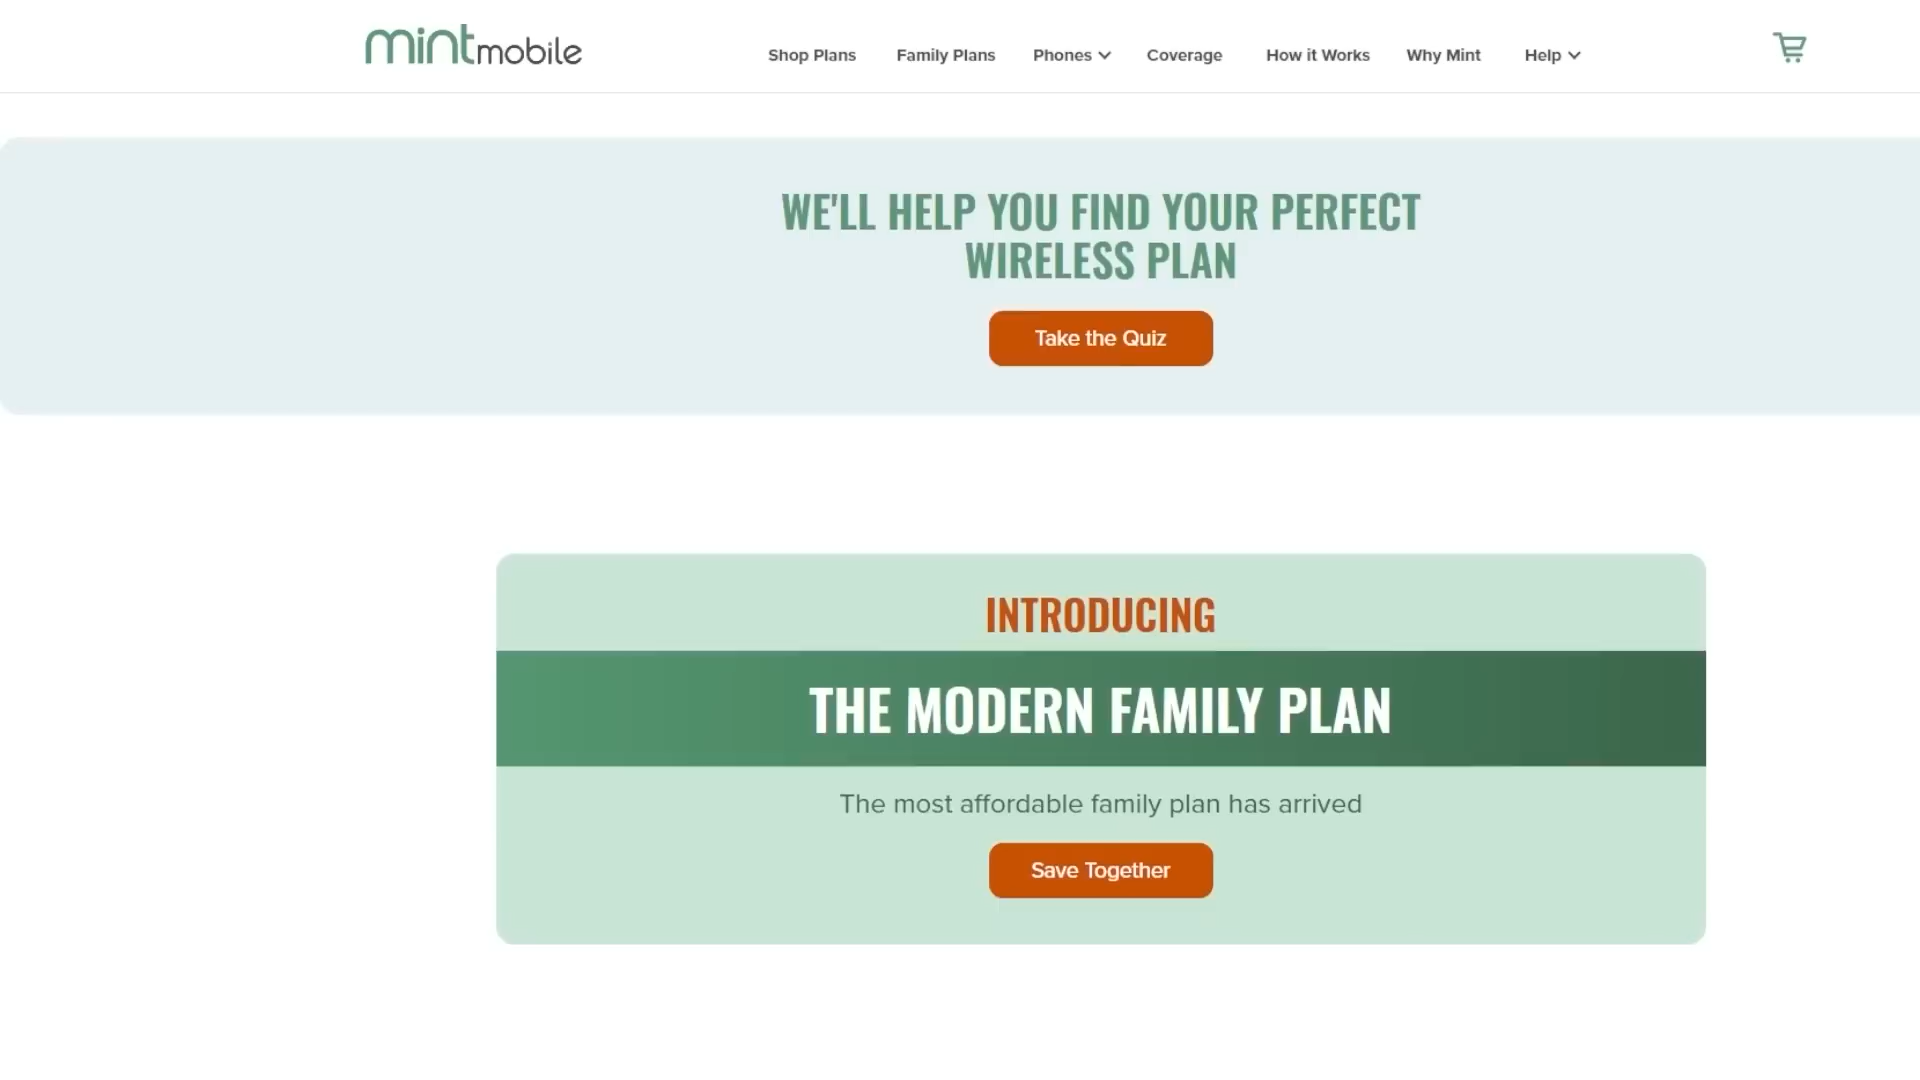 mintmobile
Shop Plans
Family Plans
Phones
Coverage
How it Works
Why Mint
Help
WE'LL HELP YOU FIND YOUR PERFECT
WIRELESS PLAN
Take the Quiz
INTRODUCING
THE MODERN FAMILY PLAN
The most affordable family plan has arrived
Save Together